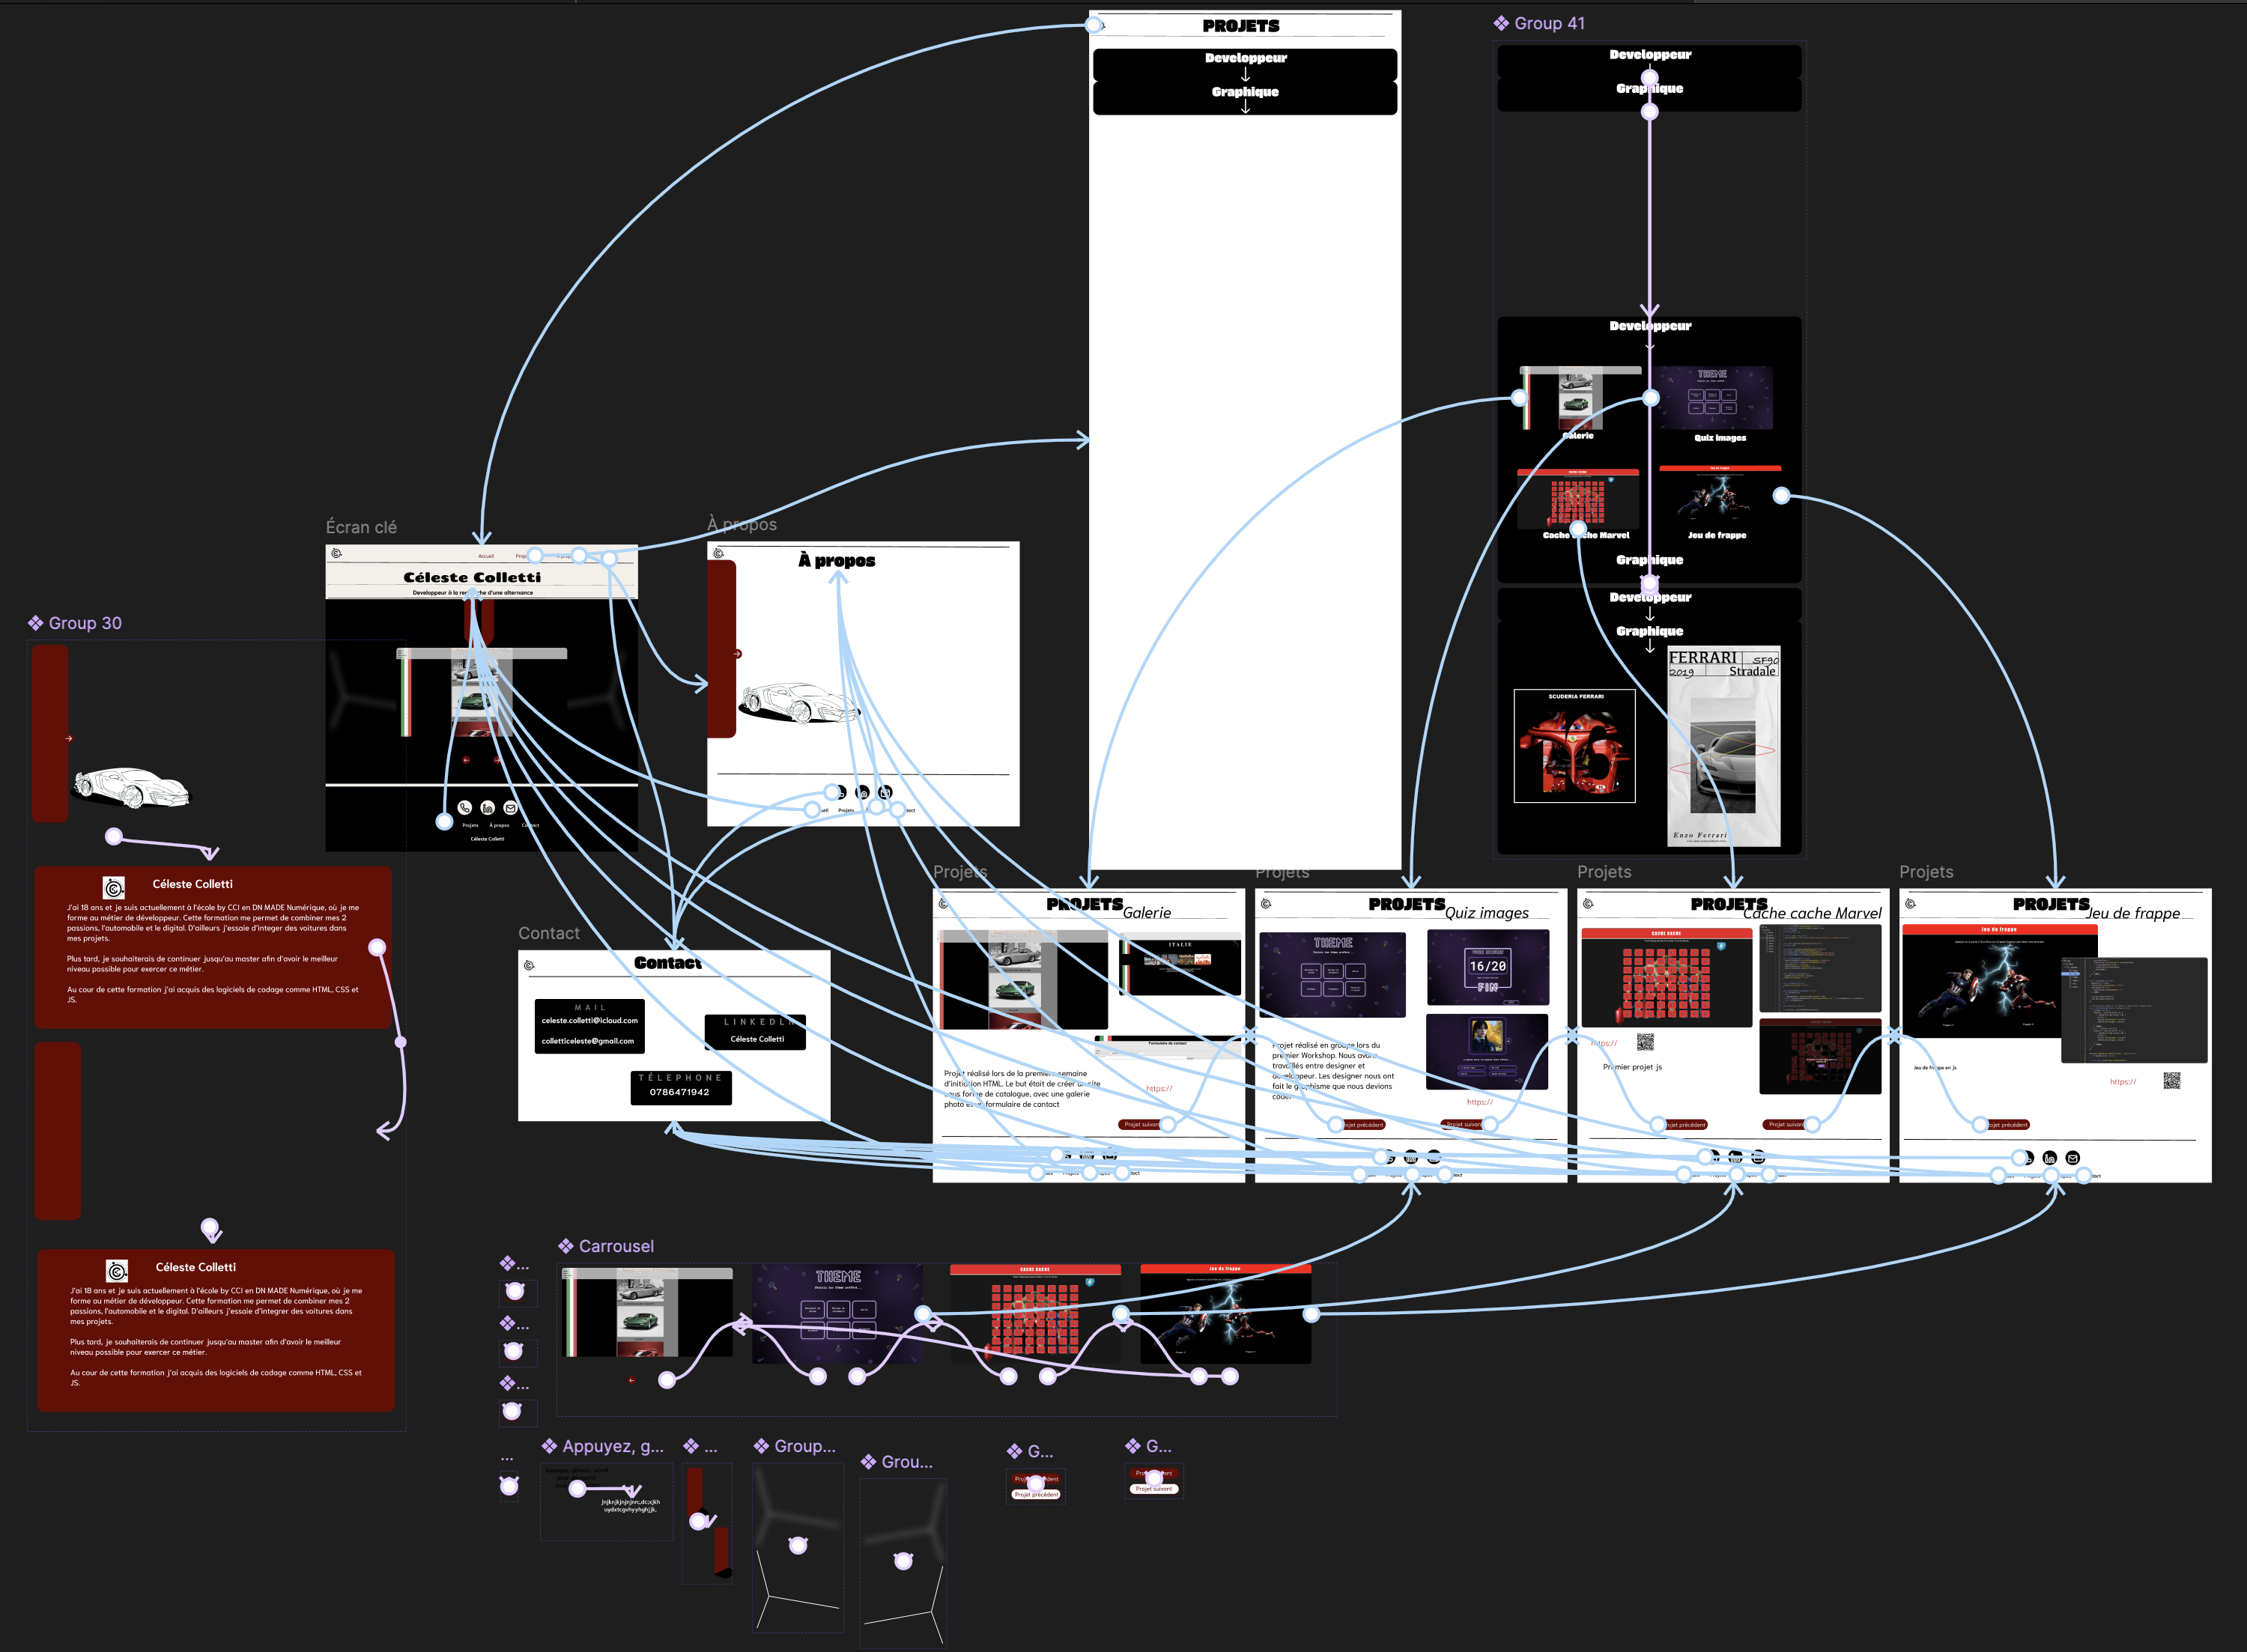 PROJETS
Developpeur
Graphique
Group 41
Developpeur
Graphique
Developpeur
Galerie
Quiz images
THEME
CACHE CACHE
Jeu de frappe
Cache cache Marvel
Jeu de frappe
Graphique
Developpeur
Graphique
SCUDERIA FERRARI
FERRARI
SF90
2019
Stradale
Enzo Ferrari
Écran clé
Accueil
Céleste Colletti
Developpeur à la recherche d'une alternance
Projets
À propos
Contact
Céleste Colletti
À propos
À propos
Projets
Group 30
Céleste Colletti
J'ai 18 ans et je suis actuellement à l'école by CCI en DN MADE Numérique, où je me
forme au métier de développeur. Cette formation me permet de combiner mes 2
passions, l'automobile et le digital. D'ailleurs j'essaie d'integrer des voitures dans
mes projets.
Plus tard, je souhaiterais de continuer jusqu'au master afin d'avoir le meilleur
niveau possible pour exercer ce métier.
Au cour de cette formation j'ai acquis des logiciels de codage comme HTML, CSS et
JS.
Céleste Colletti
J'ai 18 ans et je suis actuellement à l'école by CCI en DN MADE Numérique, où je me
forme au métier de développeur. Cette formation me permet de combiner mes 2
passions, l'automobile et le digital. D'ailleurs j'essaie d'integrer des voitures dans
mes projets.
Plus tard, je souhaiterais de continuer jusqu'au master afin d'avoir le meilleur
niveau possible pour exercer ce métier.
Au cour de cette formation j'ai acquis des logiciels de codage comme HTML, CSS et
JS.
Contact
Contact
MAIL
celeste.colletti@icloud.com
colletticeleste@gmail.com
LINKEDLN
Céleste Colletti
TÉLEPHONE
0786471942
Projets
PROJETS
Galerie
ITALIE
Formulaire de contact
Projet réalisé lors de la première semaine
d'initiation HTML. Le but était de créer un site
sous forme de catalogue, avec une galerie
photo et un formulaire de contact
https://
Projet suivant
Projets
PROJETS
Quiz images
THEME
16/20
FIN
Projet réalisé en groupe lors du
premier Workshop. Nous avons
travaillés entre designer et
développeur. Les designer nous ont
fait le graphisme que nous devions
coder
https://
Projet précédent
Projet suivant
Projets
PROJETS
Cache cache Marvel
CACHE CACHE
https://
Premier projet js
Projet précédent
Projet suivant
Projets
PROJETS
Jeu de frappe
Jeu de frappe
Jeu de frappe en js
https://
Projet précédent
Carrousel
THEME
CACHE CACHE
Jeu de frappe
Appuyez, g...
jnjknjkjnjnjnrc,dcxjkh
uydxtcgvhyyhghjjk,
...
Group...
Grou...
G...
Projet précédent
G...
Projet suivant